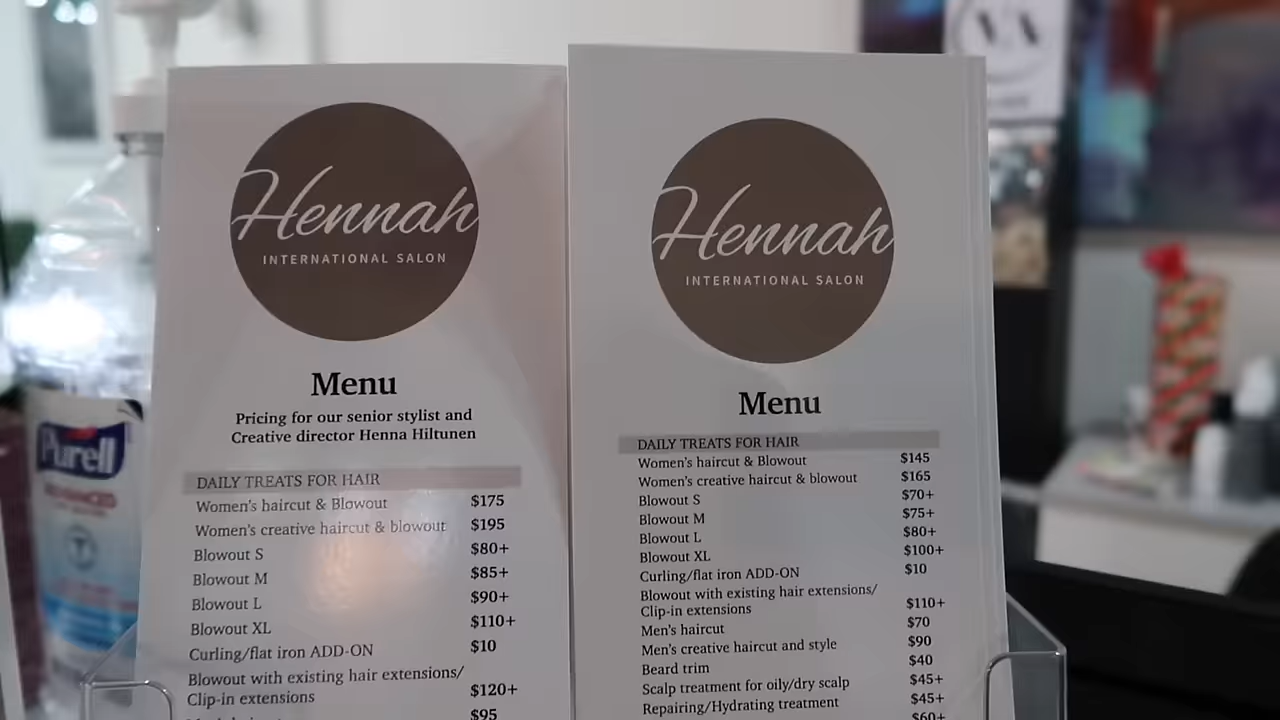 Hennah
INTERNATIONAL SALON
Menu
Pricing for our senior stylist and
Creative director Henna Hiltunen
DAILY TREATS FOR HAIR
Women's haircut & Blowout $175
Women's creative haircut & blowout $195
Blowout S $80+
Blowout M $85+
Blowout L $90+
Blowout XL $110+
Curling/flat iron ADD-ON $10
Blowout with existing hair extensions/
Clip-in extensions $120+
$95
Hennah
INTERNATIONAL SALON
Menu
DAILY TREATS FOR HAIR
Women's haircut & Blowout $145
Women's creative haircut & blowout $165
Blowout S $70+
Blowout M $75+
Blowout L $80+
Blowout XL $100+
Curling/flat iron ADD-ON $10
Blowout with existing hair extensions/
Clip-in extensions $110+
Men's haircut $70
Men's creative haircut and style $90
Beard trim $40
Scalp treatment for oily/dry scalp $45+
Repairing/Hydrating treatment $45+
$60+
Purell
ADVANCED